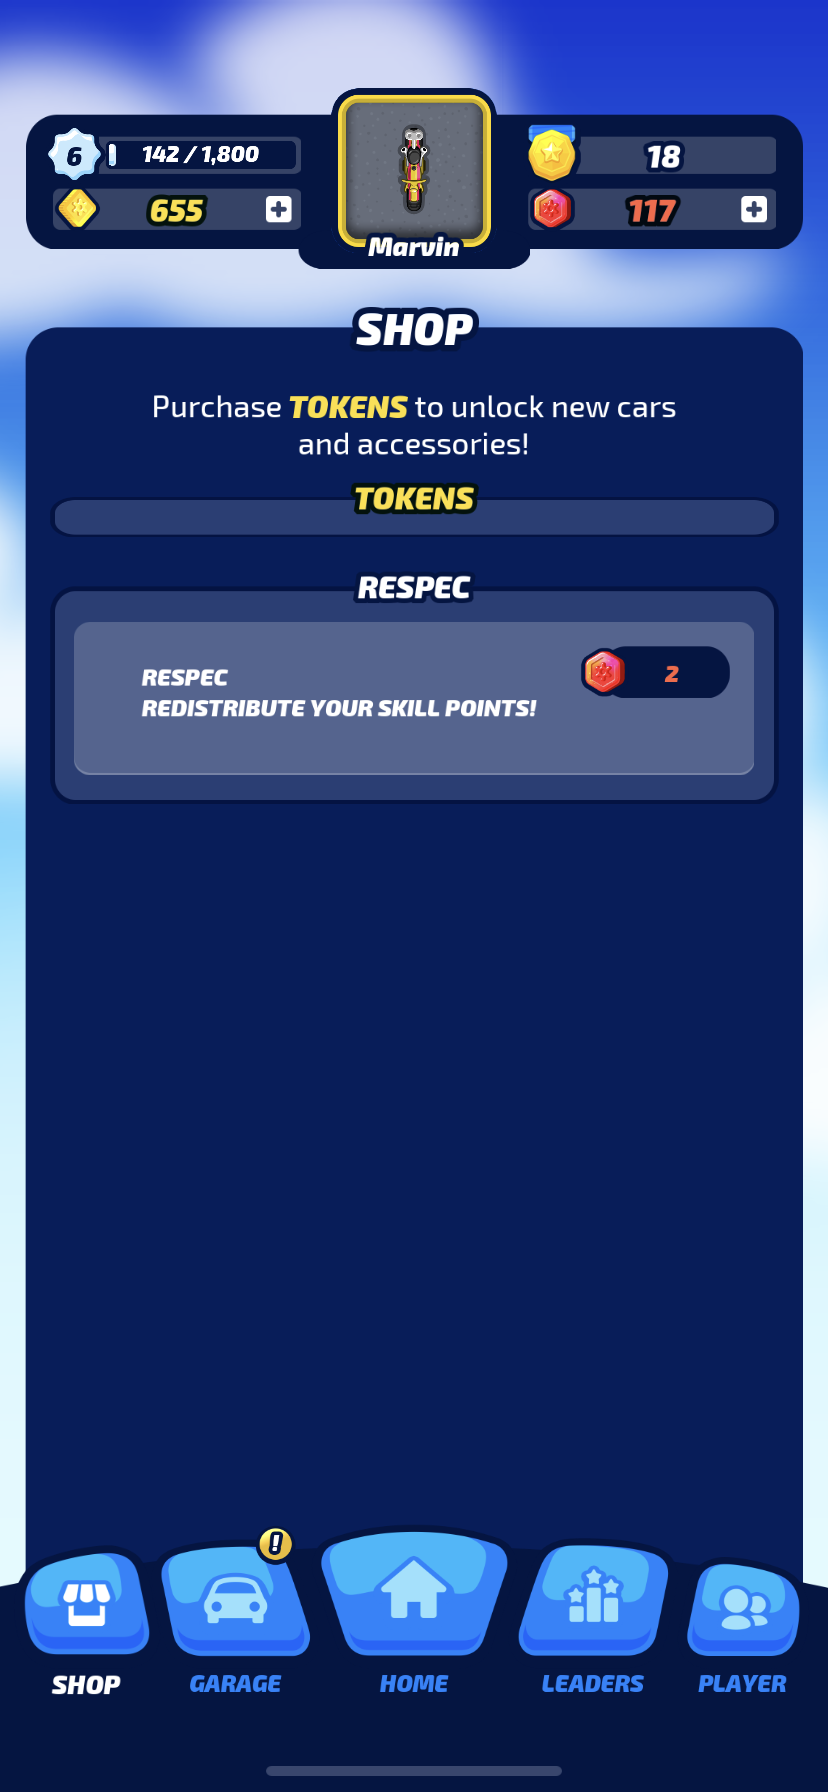 6
142 / 1,800
18
655
117
Marvin
SHOP
Purchase TOKENS to unlock new cars
and accessories!
TOKENS
RESPEC
RESPEC
2
REDISTRIBUTE YOUR SKILL POINTS!
!
SHOP
GARAGE
HOME
LEADERS
PLAYER